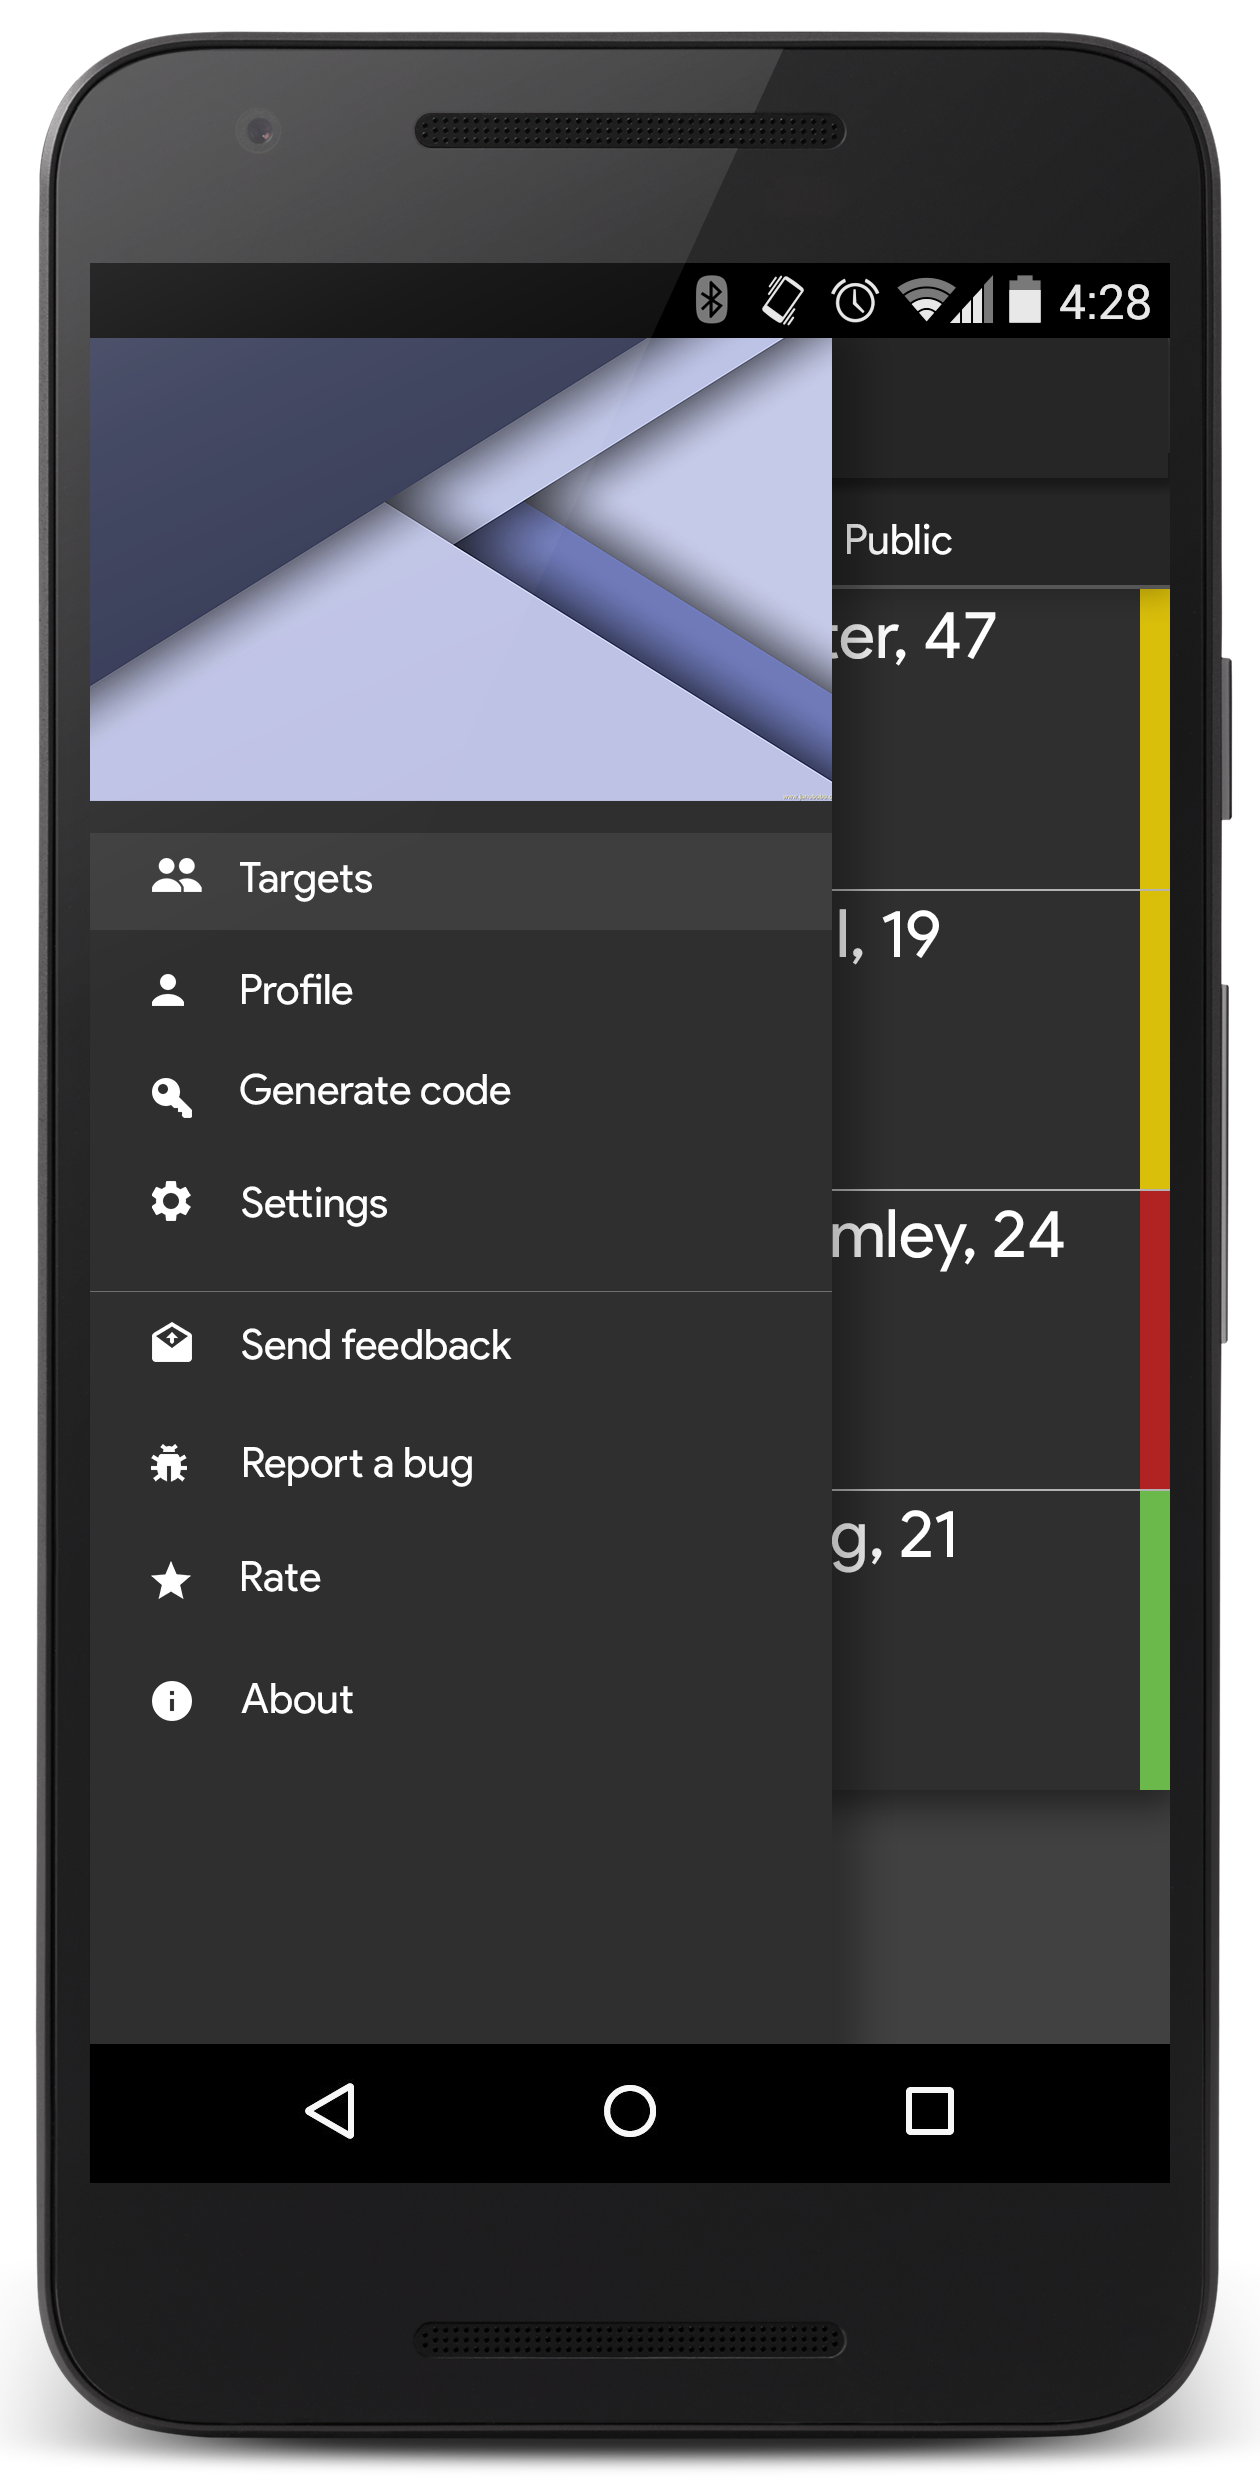 4:28
Public
ter, 47
l, 19
mley, 24
g, 21
Targets
Profile
Generate code
Settings
Send feedback
Report a bug
Rate
About